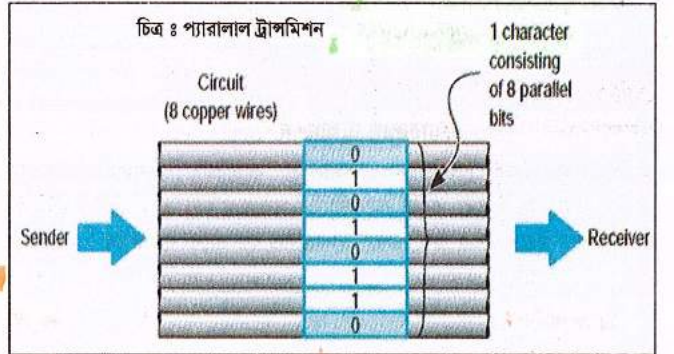 চিত্র ঃ প্যারালাল ট্রান্সমিশন
1 character
consisting
of 8 parallel
bits
Circuit
(8 copper wires)
0
1
0
1
0
1
1
0
Sender
Receiver